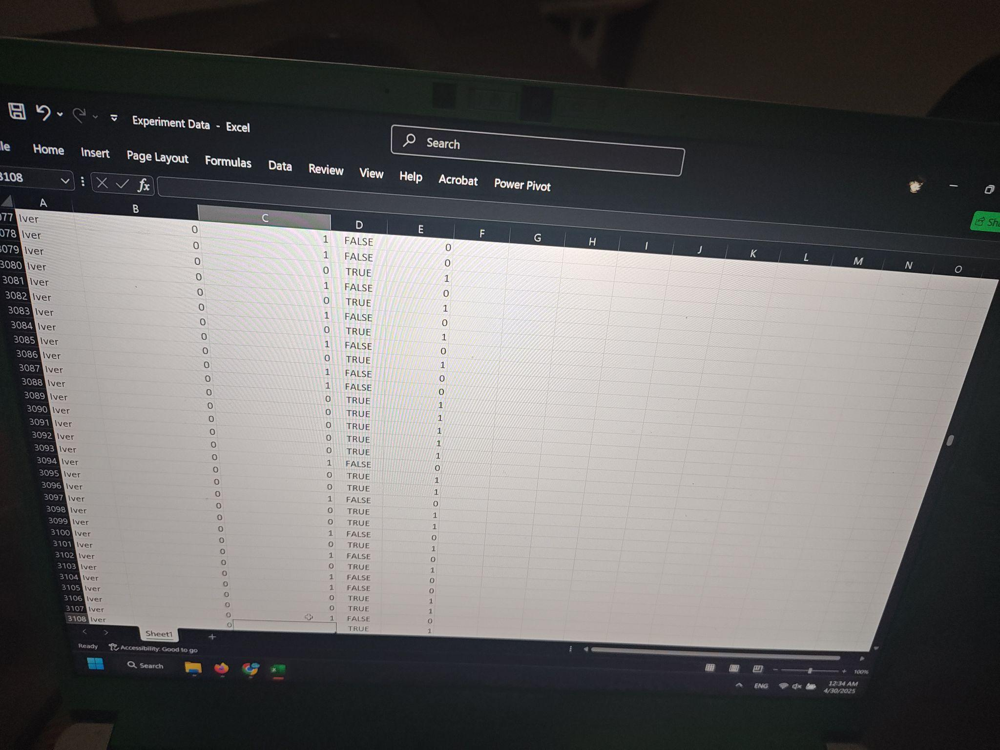 Experiment Data - Excel
Search
le Home Insert Page Layout Formulas Data Review View Help Acrobat Power Pivot
3108 fx
Sha
A B C D E F G H I J K L M N O
077 Iver 0 1 FALSE 0
078 Iver 0 1 FALSE 0
3079 Iver 0 0 TRUE 1
3080 Iver 0 1 FALSE 0
3081 Iver 0 0 TRUE 1
3082 Iver 0 1 FALSE 0
3083 Iver 0 0 TRUE 1
3084 Iver 0 1 FALSE 0
3085 Iver 0 0 TRUE 1
3086 Iver 0 1 FALSE 0
3087 Iver 0 1 FALSE 0
3088 Iver 0 0 TRUE 1
3089 Iver 0 0 TRUE 1
3090 Iver 0 0 TRUE 1
3091 Iver 0 0 TRUE 1
3092 Iver 0 0 TRUE 1
3093 Iver 0 1 FALSE 0
3094 Iver 0 0 TRUE 1
3095 Iver 0 0 TRUE 1
3096 Iver 0 1 FALSE 0
3097 Iver 0 0 TRUE 1
3098 Iver 0 0 TRUE 1
3099 Iver 0 1 FALSE 0
3100 Iver 0 0 TRUE 1
3101 Iver 0 1 FALSE 0
3102 Iver 0 0 TRUE 1
3103 Iver 0 1 FALSE 0
3104 Iver 0 1 FALSE 0
3105 Iver 0 0 TRUE 1
3106 Iver 0 0 TRUE 1
3107 Iver 0 1 FALSE 0
3108 Iver 0 TRUE 1
Sheet1
Ready Accessibility: Good to go
100%
Search
ENG
12:34 AM
4/30/2025